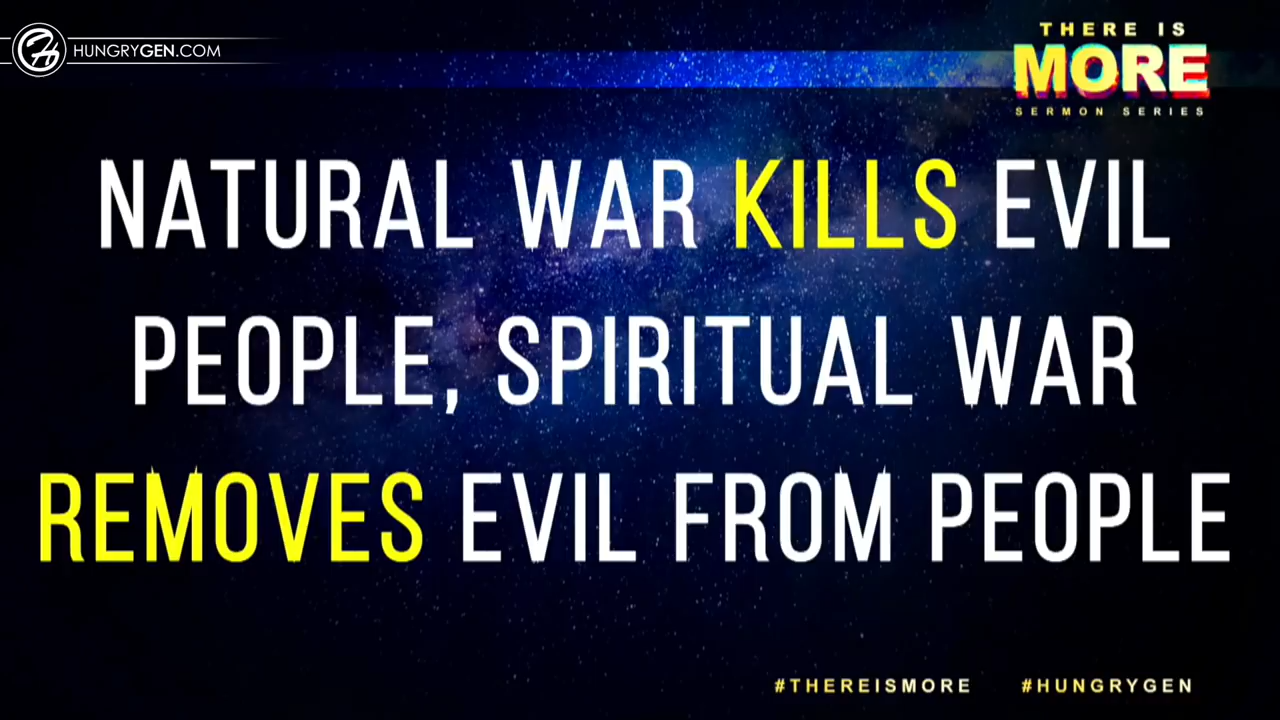 HUNGRYGEN.COM
THERE IS
MORE
SERMON SERIES
NATURAL WAR KILLS EVIL
PEOPLE, SPIRITUAL WAR
REMOVES EVIL FROM PEOPLE
#THEREISMORE #HUNGRYGEN